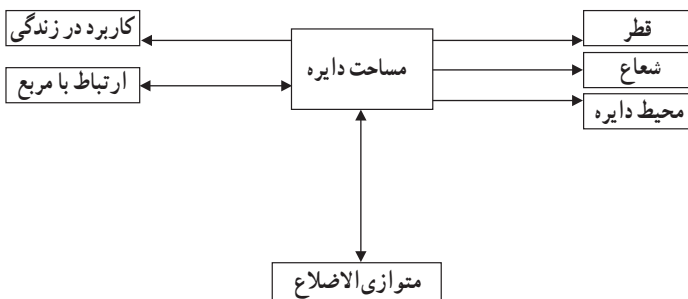 قطر
کاربرد در زندگی
مساحت دایره
شعاع
ارتباط با مربع
محیط دایره
متوازی‌الاضلاع